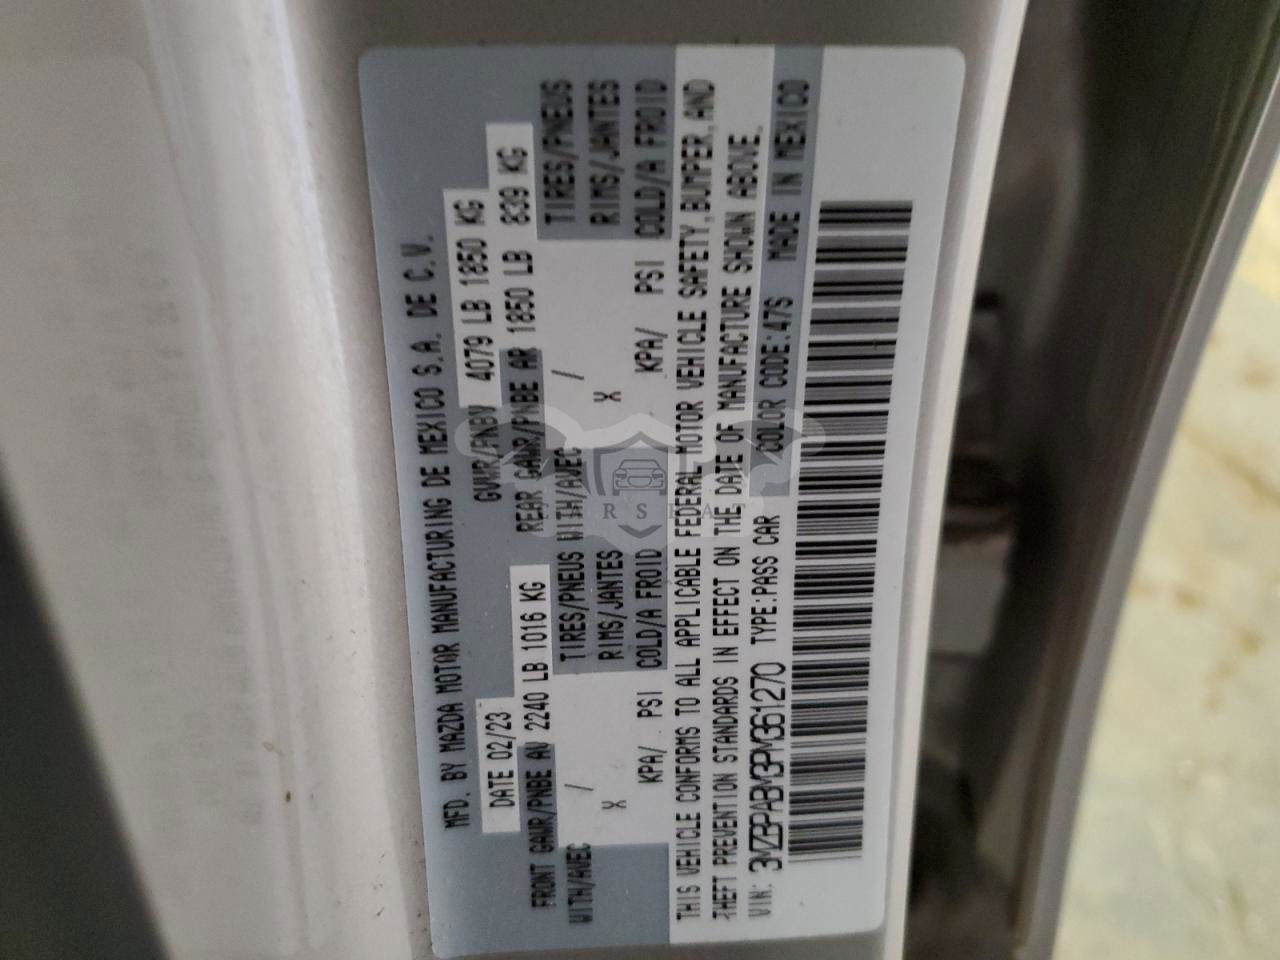 MFD. BY MAZDA MOTOR MANUFACTURING DE MEXICO S.A. DE C.V.
DATE 02/23 GVWR/PNBV 4079 LB 1850 KG
FRONT GAWR/PNBE AV 2240 LB 1016 KG REAR GAWR/PNBE AR 1850 LB 839 KG
WITH/AVEC / TIRES/PNEUS WITH/AVEC / TIRES/PNEUS
X RIMS/JANTES X RIMS/JANTES
KPA/ PSI COLD/A FROID KPA/ PSI COLD/A FROID
THIS VEHICLE CONFORMS TO ALL APPLICABLE FEDERAL MOTOR VEHICLE SAFETY, BUMPER, AND
THEFT PREVENTION STANDARDS IN EFFECT ON THE DATE OF MANUFACTURE SHOWN ABOVE.
VIN: 3MZBPABM3PM361270 TYPE:PASS CAR COLOR CODE:47S MADE IN MEXICO